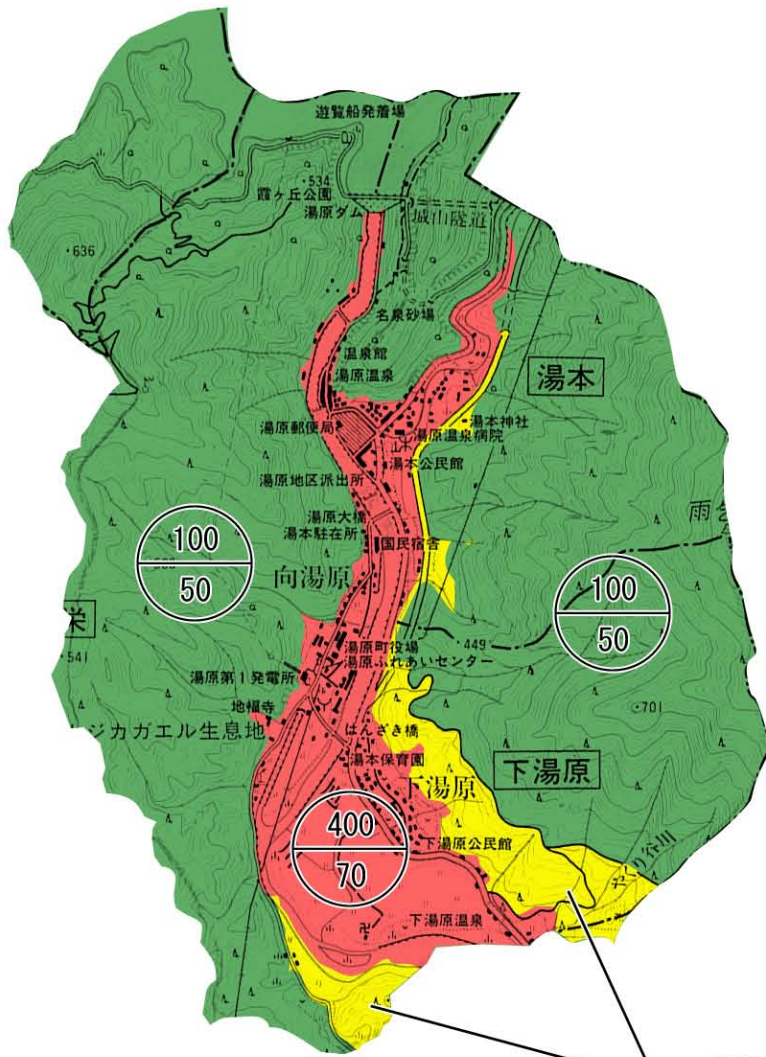 遊覧船発着場
・534
霞ヶ丘公園
湯原ダム
城山隧道
・636
名泉砂場
温泉館
湯原温泉
湯本
湯本神社
湯原郵便局
湯原温泉病院
湯本公民館
湯原地区派出所
湯原大橋
湯本駐在所
国民宿舎
雨
100
50
向湯原
100
50
栄
・541
湯原町役場
・449
湯原ふれあいセンター
湯原第1発電所
・701
地福寺
ジカガエル生息地
はんざき橋
湯本保育園
下湯原
下湯原
400
70
下湯原公民館
り谷川
下湯原温泉